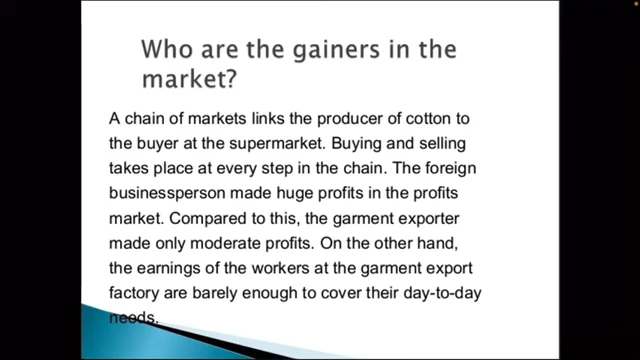 Who are the gainers in the
market?
A chain of markets links the producer of cotton to
the buyer at the supermarket. Buying and selling
takes place at every step in the chain. The foreign
businessperson made huge profits in the profits
market. Compared to this, the garment exporter
made only moderate profits. On the other hand,
the earnings of the workers at the garment export
factory are barely enough to cover their day-to-day
needs.